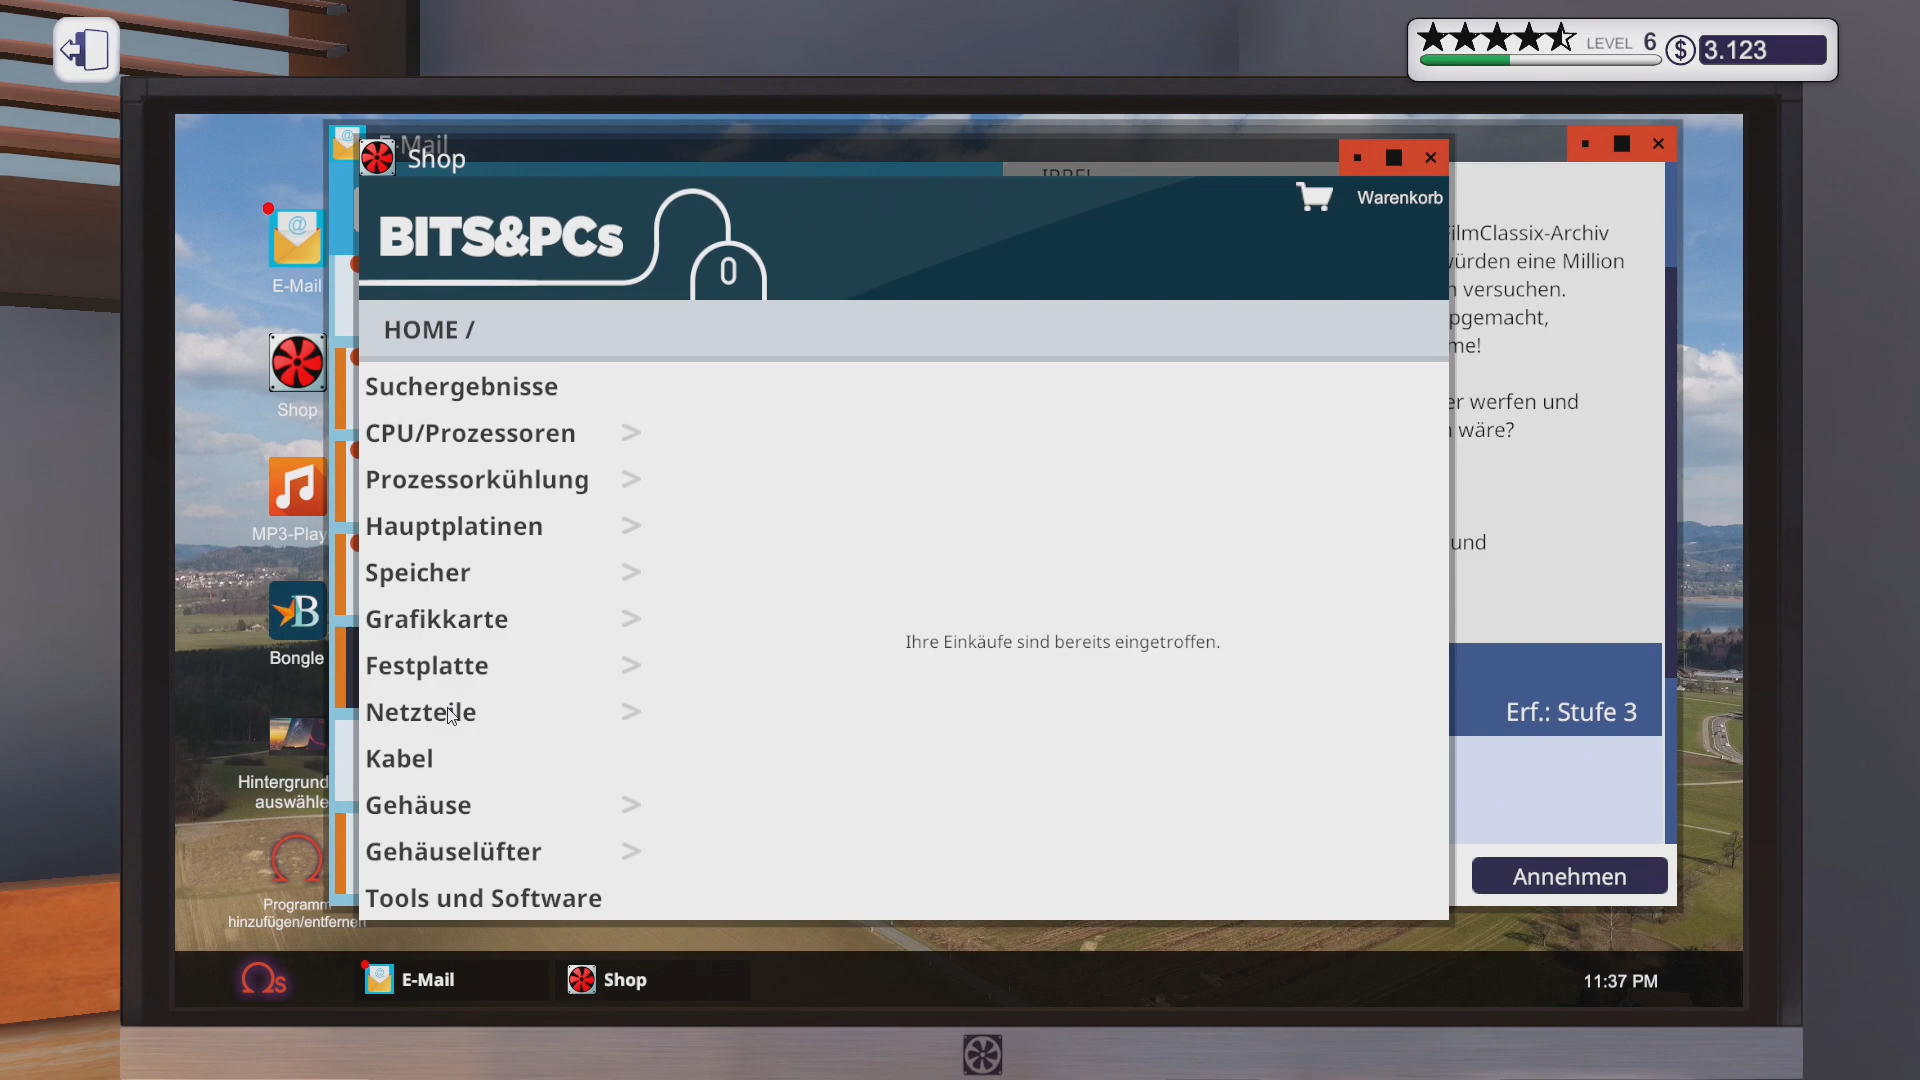 LEVEL 6
$ 3.123
E-Mail
Shop
Warenkorb
BITS&PCs
HOME /
Suchergebnisse
CPU/Prozessoren >
Prozessorkühlung >
Hauptplatinen >
Speicher >
Grafikkarte >
Festplatte >
Netzteile >
Kabel
Gehäuse >
Gehäuselüfter >
Tools und Software
Ihre Einkäufe sind bereits eingetroffen.
ilmClassix-Archiv
würden eine Million
versuchen.
pgemacht,
me!
er werfen und
wäre?
und
Erf.: Stufe 3
Annehmen
E-Mail
Shop
MP3-Play
Bongle
Hintergrund
auswähle
Programm
hinzufügen/entfernen
Ωs
E-Mail
Shop
11:37 PM